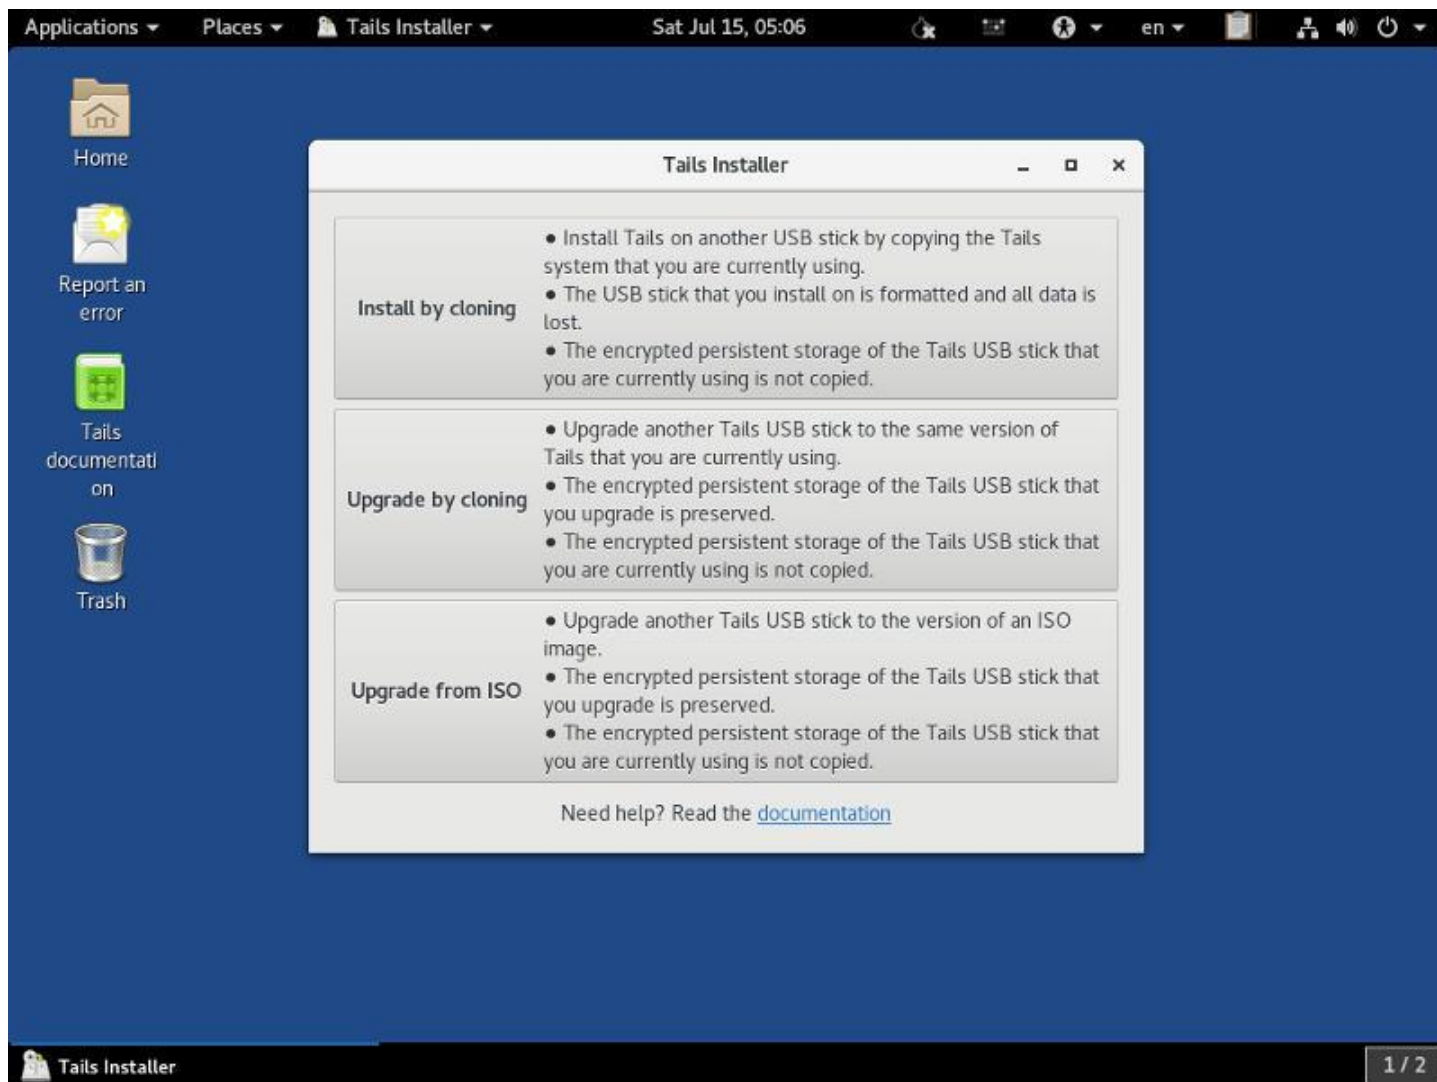 Applications Places Tails Installer Sat Jul 15, 05:06 en
Home
Report an
error
Tails
documentati
on
Trash
Tails Installer
Install by cloning
● Install Tails on another USB stick by copying the Tails
system that you are currently using.
● The USB stick that you install on is formatted and all data is
lost.
● The encrypted persistent storage of the Tails USB stick that
you are currently using is not copied.
Upgrade by cloning
● Upgrade another Tails USB stick to the same version of
Tails that you are currently using.
● The encrypted persistent storage of the Tails USB stick that
you upgrade is preserved.
● The encrypted persistent storage of the Tails USB stick that
you are currently using is not copied.
Upgrade from ISO
● Upgrade another Tails USB stick to the version of an ISO
image.
● The encrypted persistent storage of the Tails USB stick that
you upgrade is preserved.
● The encrypted persistent storage of the Tails USB stick that
you are currently using is not copied.
Need help? Read the documentation
Tails Installer
1 / 2